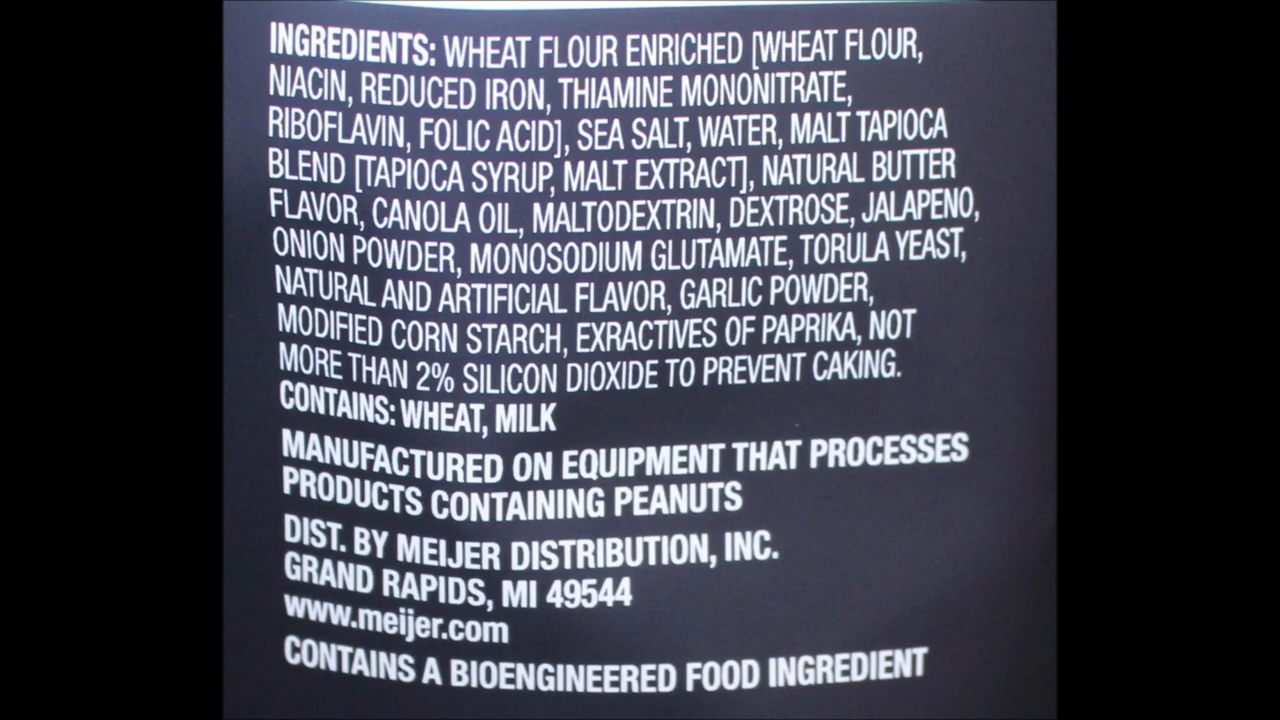 INGREDIENTS: WHEAT FLOUR ENRICHED [WHEAT FLOUR,
NIACIN, REDUCED IRON, THIAMINE MONONITRATE,
RIBOFLAVIN, FOLIC ACID], SEA SALT, WATER, MALT TAPIOCA
BLEND [TAPIOCA SYRUP, MALT EXTRACT], NATURAL BUTTER
FLAVOR, CANOLA OIL, MALTODEXTRIN, DEXTROSE, JALAPENO,
ONION POWDER, MONOSODIUM GLUTAMATE, TORULA YEAST,
NATURAL AND ARTIFICIAL FLAVOR, GARLIC POWDER,
MODIFIED CORN STARCH, EXRACTIVES OF PAPRIKA, NOT
MORE THAN 2% SILICON DIOXIDE TO PREVENT CAKING.
CONTAINS: WHEAT, MILK
MANUFACTURED ON EQUIPMENT THAT PROCESSES
PRODUCTS CONTAINING PEANUTS
DIST. BY MEIJER DISTRIBUTION, INC.
GRAND RAPIDS, MI 49544
www.meijer.com
CONTAINS A BIOENGINEERED FOOD INGREDIENT